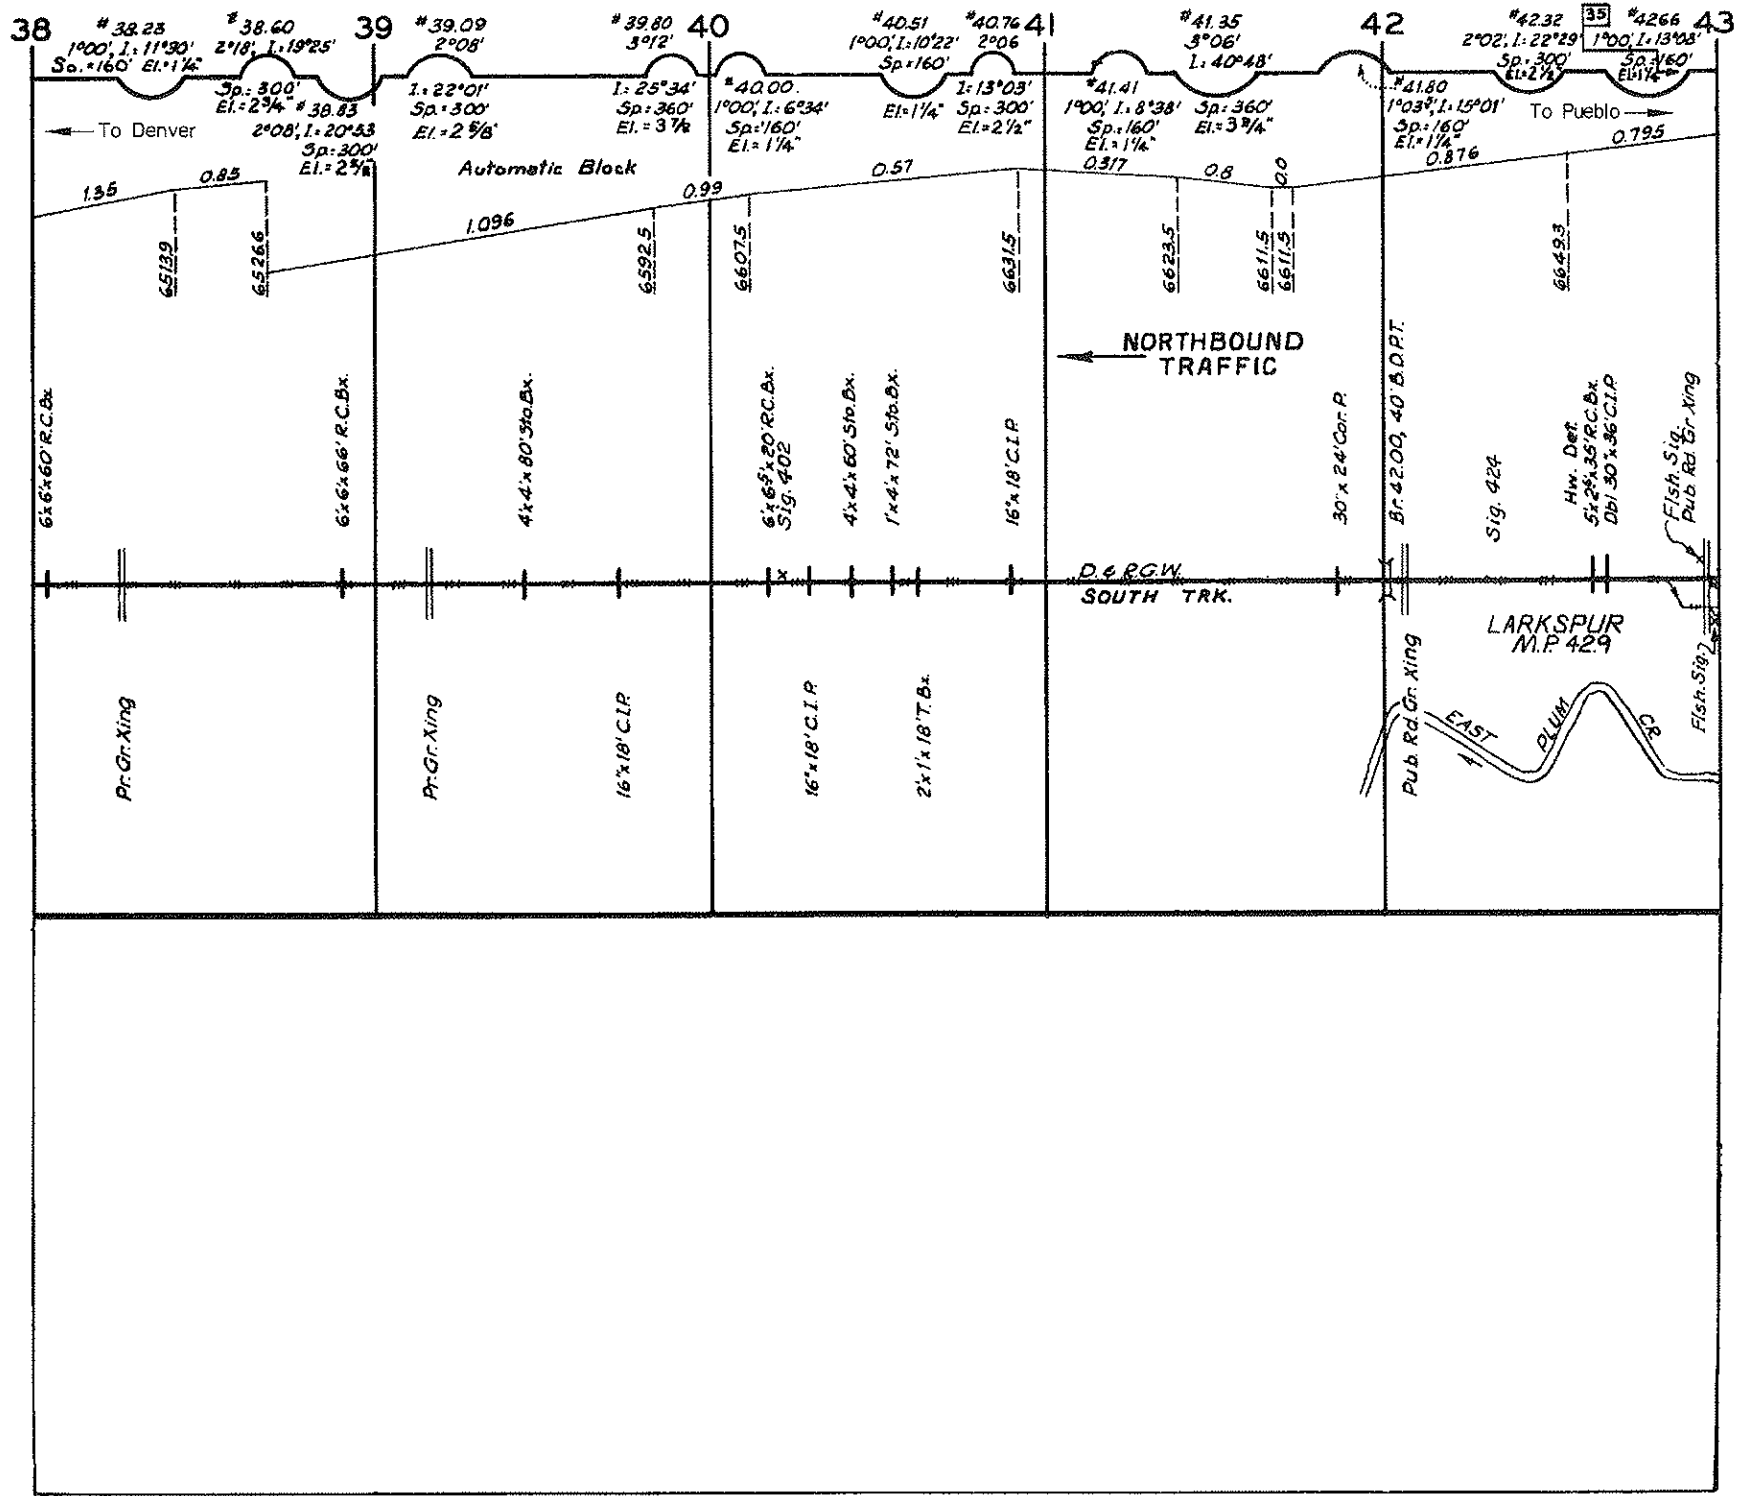 38
39
40
41
42
43
# 38.23
1°00', I.: 11°30'
Sp.=160' El.=1¼"
# 38.60
2°18', I.: 19°25'
Sp.: 300'
El.: 2¾"
# 38.83
2°08', I.: 20°53'
Sp.: 300'
El.= 2⅝"
# 39.09
2°08'
I.: 22°01'
Sp.: 300'
El.= 2 5/8"
# 39.80
3°12'
I.: 25°34'
Sp.: 360'
El.= 3 7/8
# 40.00
1°00', I.: 6°34'
Sp.: 160'
El.= 1¼"
# 40.51
1°00', I.: 10°22'
Sp.: 160'
El.= 1¼"
# 40.76
2°06
I.: 13°03'
Sp.: 300'
El.= 2½"
# 41.41
1°00', I.: 8°38'
Sp.: 160'
El.= 1¼"
# 41.35
3°06'
I.: 40°48'
Sp.: 360'
El.= 3¾"
# 41.80
I.: 15°01'
Sp.: 160'
El.= 1¼"
# 42.32
2°02', I.: 22°29'
Sp.: 300'
El.= 2½"
35
# 4266
1°00', I.: 13°08'
Sp.: 160'
El.= 1¼"
To Denver
To Pueblo
Automatic Block
1.35
0.85
1.096
0.99
0.57
0.317
0.8
0.0
0.876
0.795
6513.9
6526.6
6592.5
6607.5
6631.5
6623.5
6611.5
6611.5
6649.3
NORTHBOUND
TRAFFIC
6'x6'x60' R.C.Bx.
6'x6'x66' R.C.Bx.
4'x4'x80' Sto.Bx.
6'x6⁵'x20' R.C.Bx.
Sig. 402
4'x4'x60' Sto.Bx.
1'x4'x72' Sto.Bx.
16"x18' C.I.P.
30"x24' Cor. P.
Br. 42.00, 40' B.D.P.T.
Sig. 424
Hw. Det.
5'x2⁵'x35' R.C.Bx.
Dbl 30"x36' C.I.P.
Flsh. Sig.
Pub. Rd. Gr Xing
D. & R.G.W.
SOUTH TRK.
LARKSPUR
M.P. 42.9
Pr. Gr. Xing
Pr. Gr. Xing
16"x18' C.I.P.
16"x18' C.I.P.
2'x1'x18' T. Bx.
Pub. Rd. Gr. Xing
EAST PLUM CR
Flsh. Sig.